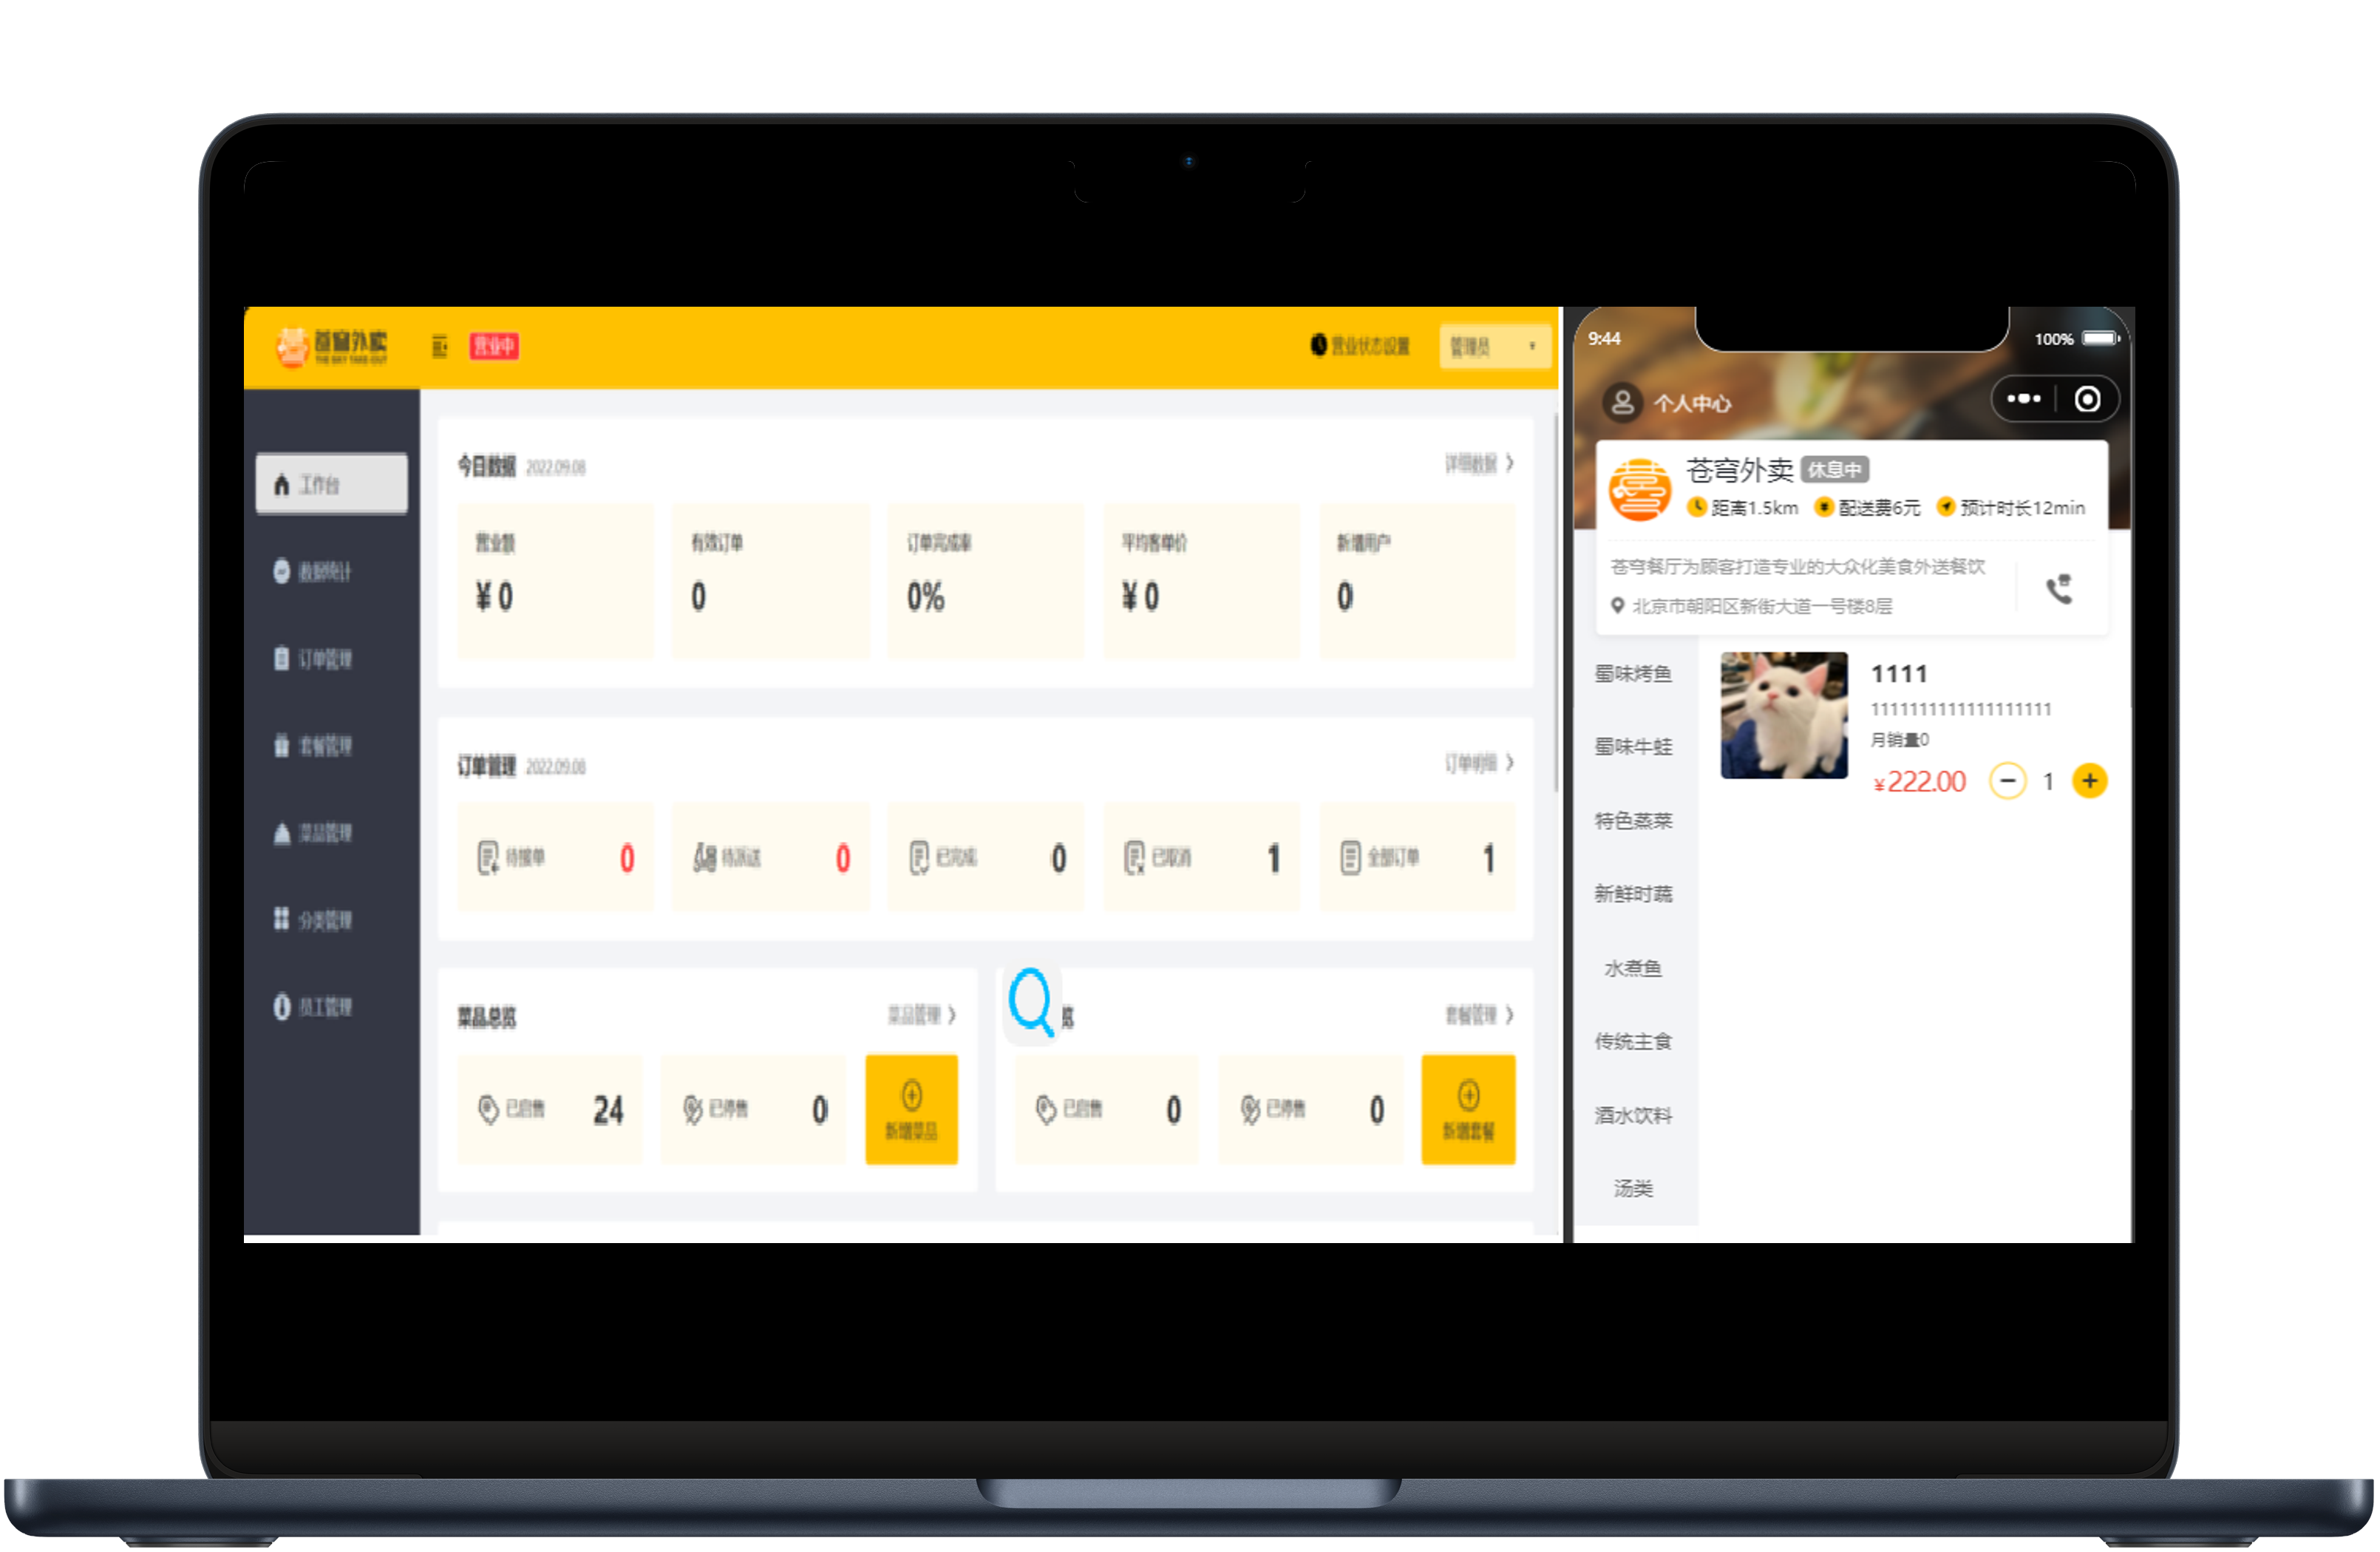 苍穹外卖
THE SKY TAKE-OUT
营业中
营业状态设置
管理员
工作台
数据统计
订单管理
套餐管理
菜品管理
分类管理
员工管理
今日数据 2022.09.08
详细数据
营业额
有效订单
订单完成率
平均客单价
新增用户
¥ 0
0
0%
¥ 0
0
订单管理 2022.09.08
订单明细
待接单 0
待派送 0
已完成 0
已取消 1
全部订单 1
菜品总览
菜品管理
已启售 24
已停售 0
新增菜品
览
套餐管理
已启售 0
已停售 0
新增套餐
9:44
100%
个人中心
苍穹外卖 休息中
距离1.5km 配送费6元 预计时长12min
苍穹餐厅为顾客打造专业的大众化美食外送餐饮
北京市朝阳区新街大道一号楼8层
蜀味烤鱼
蜀味牛蛙
特色蒸菜
新鲜时蔬
水煮鱼
传统主食
酒水饮料
汤类
1111
1111111111111111111
月销量0
¥222.00
1